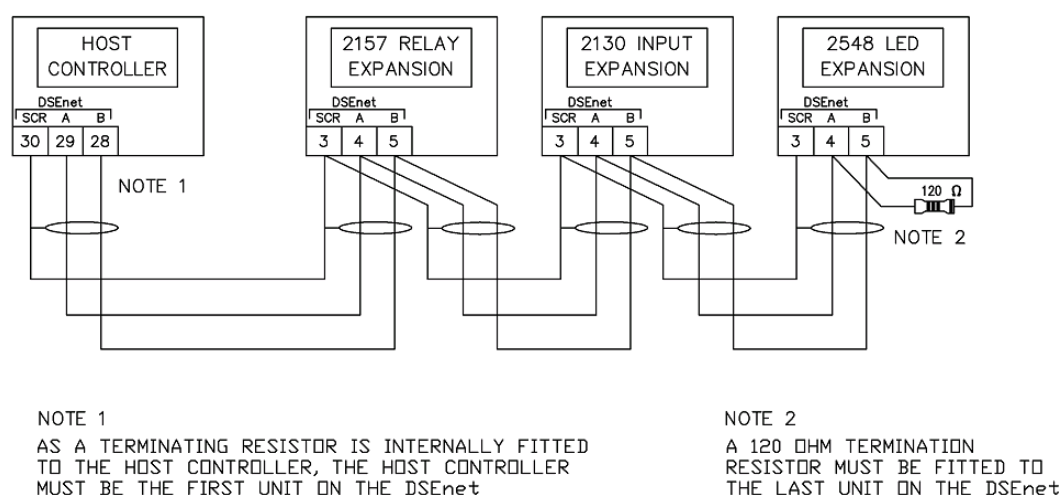 HOST
CONTROLLER
2157 RELAY
EXPANSION
2130 INPUT
EXPANSION
2548 LED
EXPANSION
DSEnet
SCR A B
30 29 28
DSEnet
SCR A B
3 4 5
DSEnet
SCR A B
3 4 5
DSEnet
SCR A B
3 4 5
NOTE 1
120 Ω
NOTE 2
NOTE 1
AS A TERMINATING RESISTOR IS INTERNALLY FITTED
TO THE HOST CONTROLLER, THE HOST CONTROLLER
MUST BE THE FIRST UNIT ON THE DSEnet
NOTE 2
A 120 OHM TERMINATION
RESISTOR MUST BE FITTED TO
THE LAST UNIT ON THE DSEnet